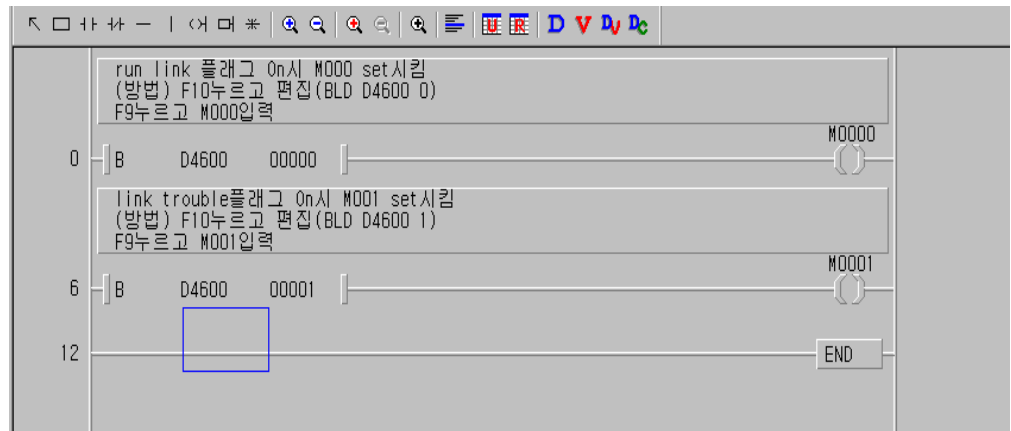 U R D V DV DC
run link 플래그 On시 M000 set시킴
(방법) F10누르고 편집(BLD D4600 0)
F9누르고 M000입력
M0000
0 B D4600 00000
link trouble플래그 On시 M001 set시킴
(방법) F10누르고 편집(BLD D4600 1)
F9누르고 M001입력
M0001
6 B D4600 00001
12 END